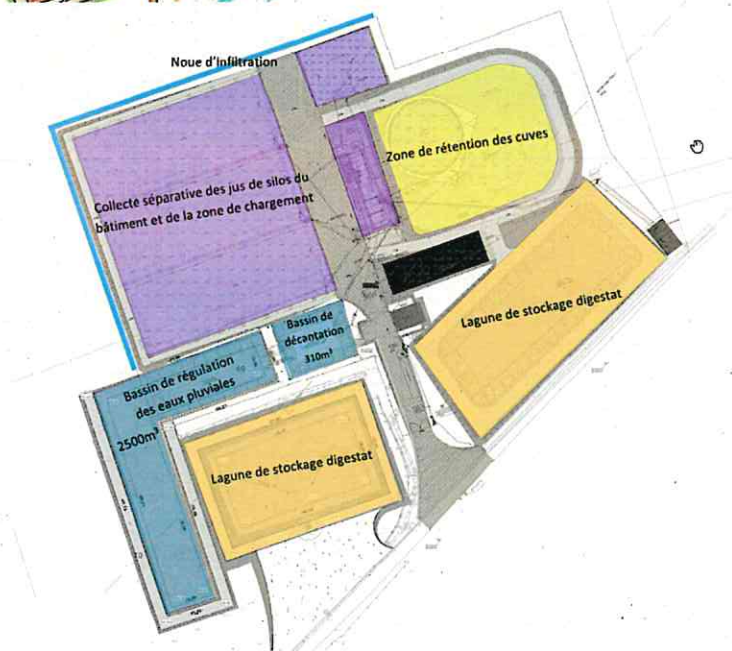 Noue d'Infiltration
Zone de rétention des cuves
Collecte séparative des jus de silos du
bâtiment et de la zone de chargement
Lagune de stockage digestat
Bassin de
décantation
310m³
Bassin de régulation
des eaux pluviales
2500m³
Lagune de stockage digestat